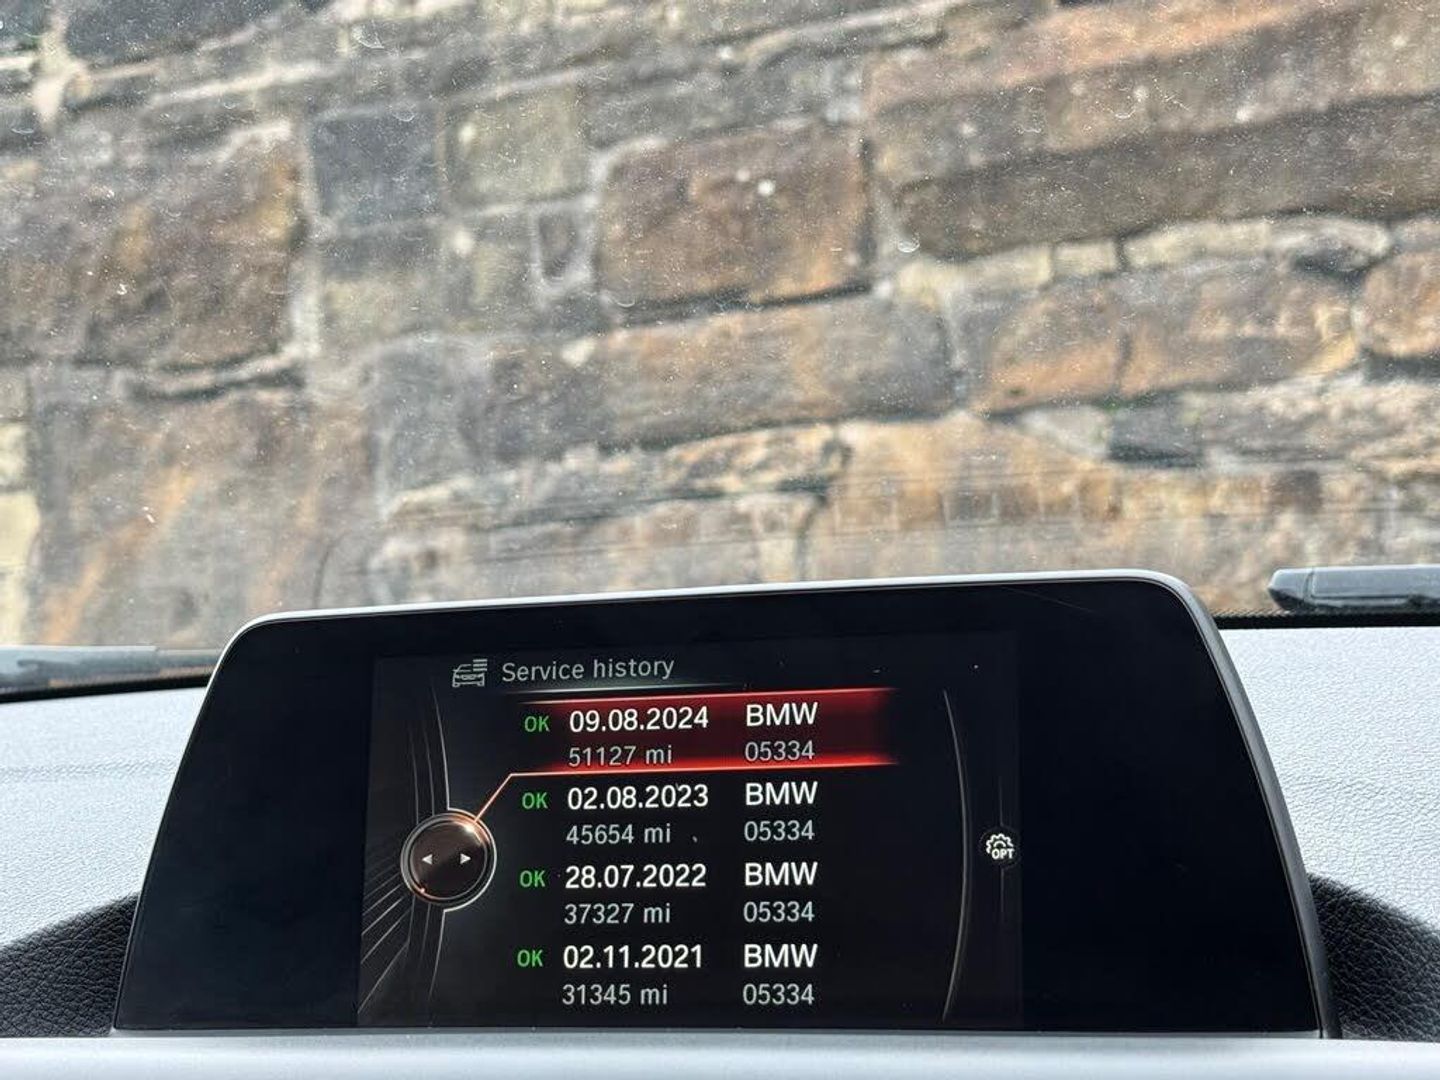 Service history
OK 09.08.2024 BMW
51127 mi 05334
OK 02.08.2023 BMW
45654 mi 05334
OK 28.07.2022 BMW
37327 mi 05334
OK 02.11.2021 BMW
31345 mi 05334
OPT